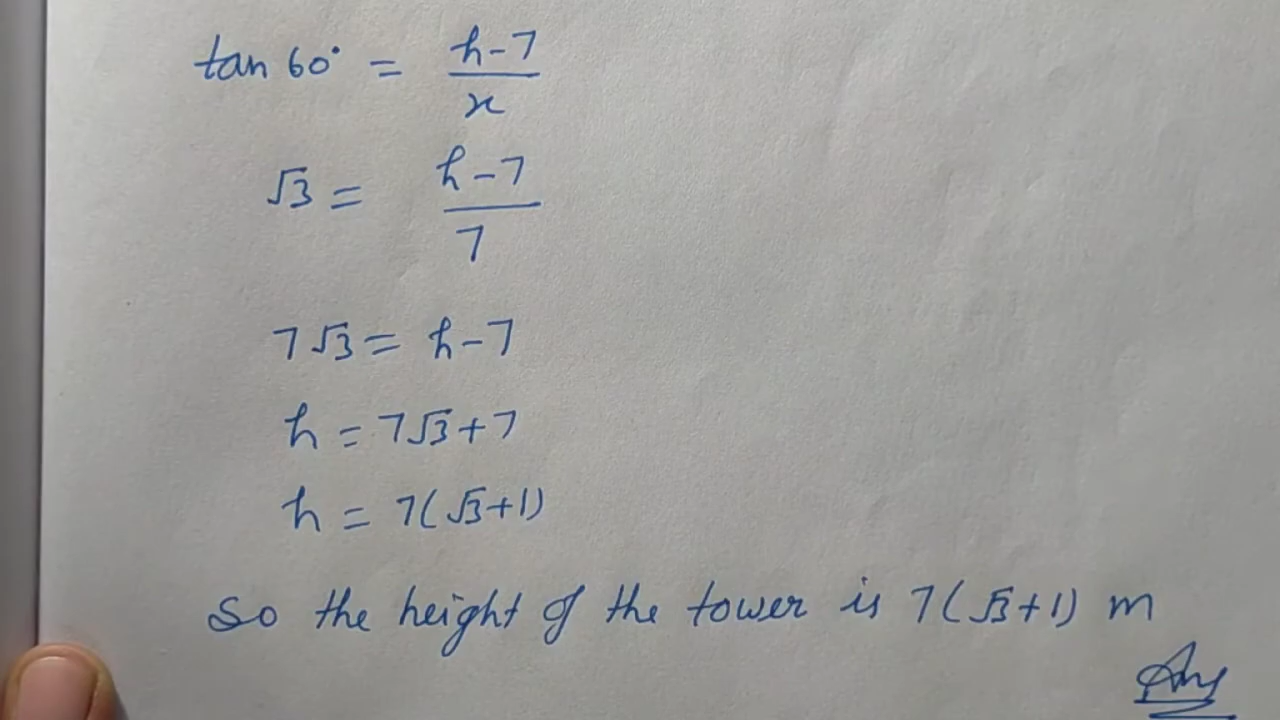 tan 60° = h-7/x
√3 = h-7/7
7√3 = h-7
h = 7√3+7
h = 7(√3+1)
So the height of the tower is 7(√3+1) m
Ans